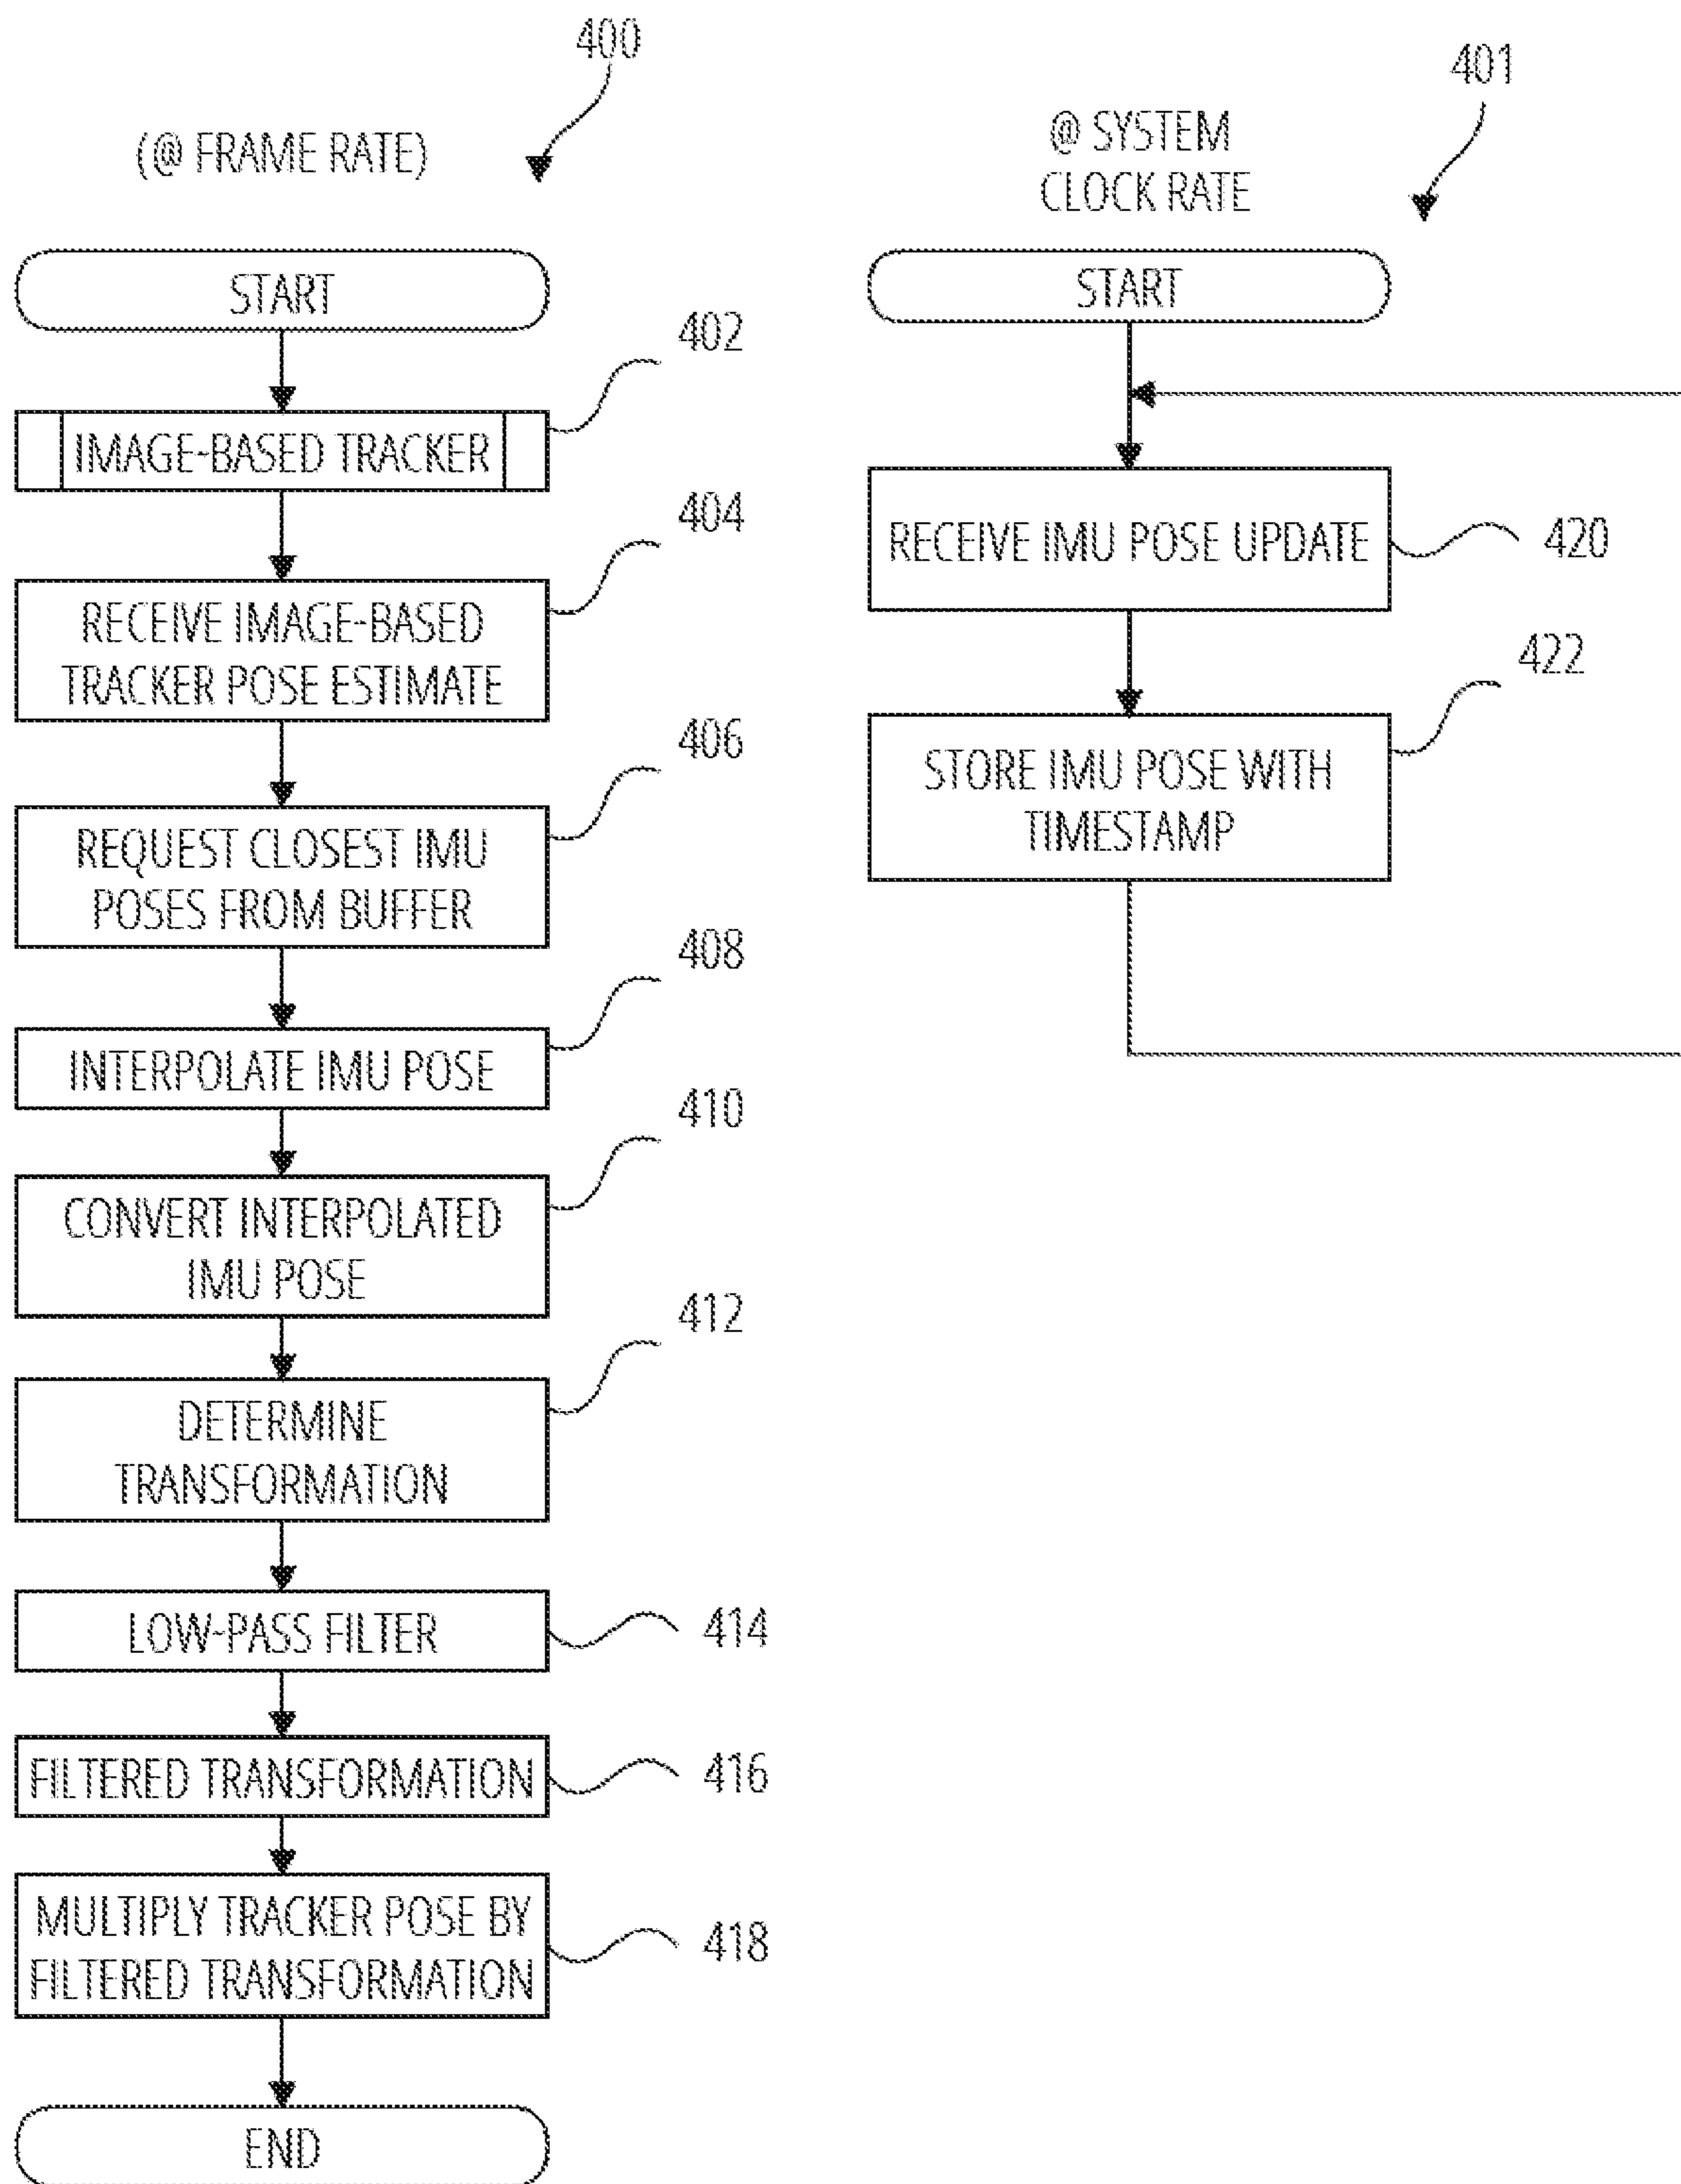 400
(@ FRAME RATE)
START
402
IMAGE-BASED TRACKER
404
RECEIVE IMAGE-BASED
TRACKER POSE ESTIMATE
406
REQUEST CLOSEST IMU
POSES FROM BUFFER
408
INTERPOLATE IMU POSE
410
CONVERT INTERPOLATED
IMU POSE
412
DETERMINE
TRANSFORMATION
LOW-PASS FILTER
414
FILTERED TRANSFORMATION
416
MULTIPLY TRACKER POSE BY
FILTERED TRANSFORMATION
418
END
401
@ SYSTEM
CLOCK RATE
START
RECEIVE IMU POSE UPDATE
420
422
STORE IMU POSE WITH
TIMESTAMP